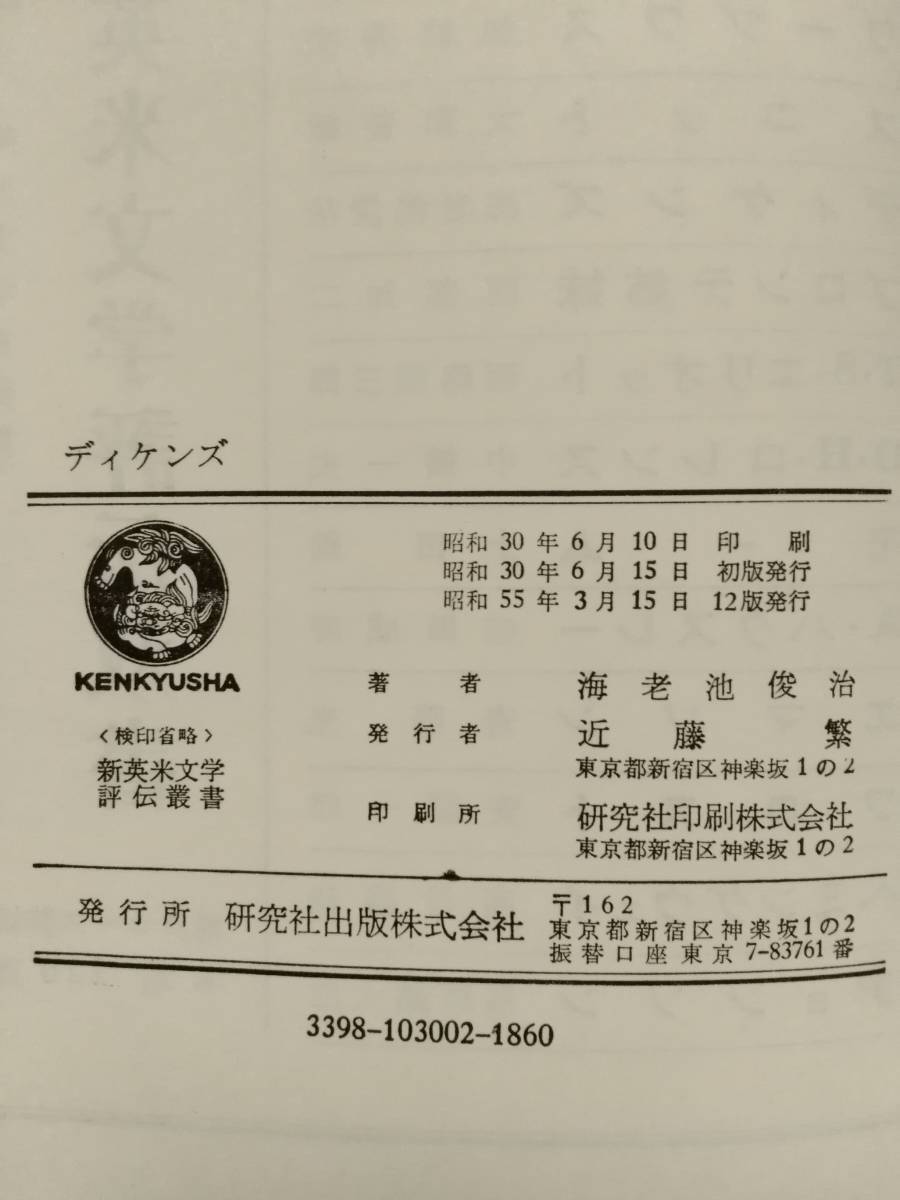 ディケンズ
昭和 30 年 6 月 10 日 印 刷
昭和 30 年 6 月 15 日 初版発行
昭和 55 年 3 月 15 日 12版発行
KENKYUSHA
〈検印省略〉
新英米文学
評伝叢書
著 者 海老池俊治
発行者 近藤 繁
東京都新宿区神楽坂1の2
印刷所 研究社印刷株式会社
東京都新宿区神楽坂1の2
発行所 研究社出版株式会社
〒162
東京都新宿区神楽坂1の2
振替口座東京 7-83761番
3398-103002-1860